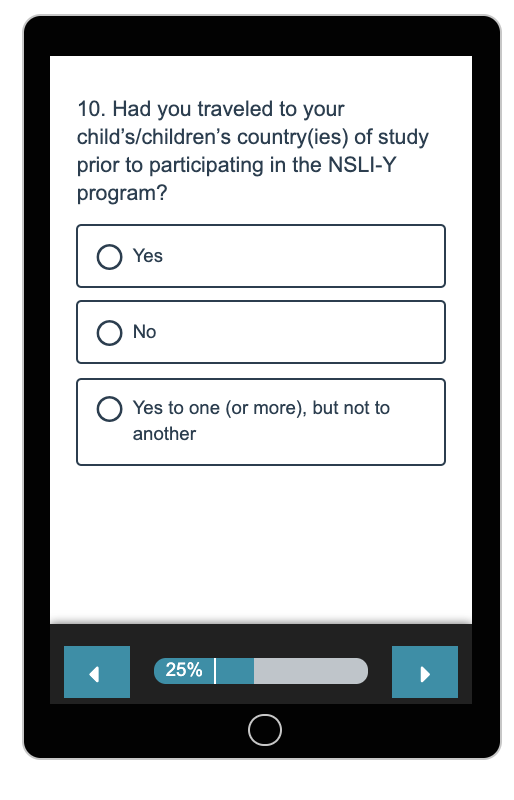 10. Had you traveled to your
child’s/children’s country(ies) of study
prior to participating in the NSLI-Y
program?
Yes
No
Yes to one (or more), but not to
another
25%